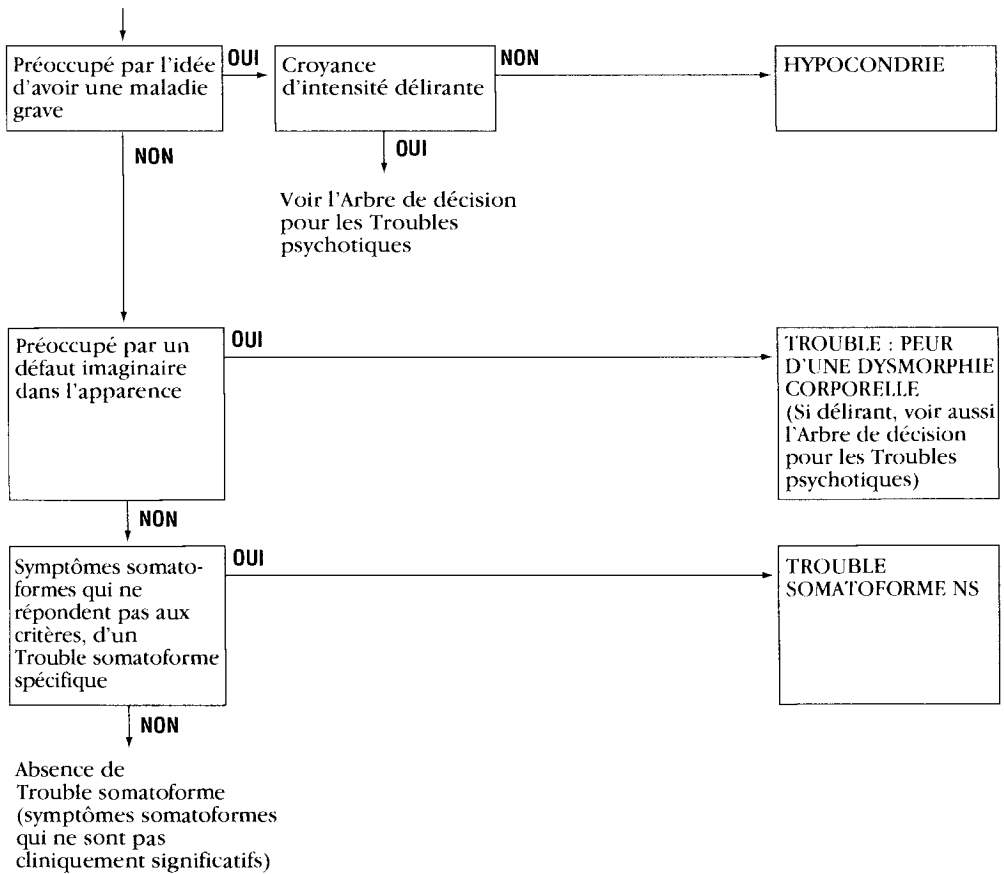 Préoccupé par l'idée
d'avoir une maladie
grave
OUI
Croyance
d'intensité délirante
NON
HYPOCONDRIE
NON
OUI
Voir l'Arbre de décision
pour les Troubles
psychotiques
Préoccupé par un
défaut imaginaire
dans l'apparence
OUI
TROUBLE : PEUR
D'UNE DYSMORPHIE
CORPORELLE
(Si délirant, voir aussi
l'Arbre de décision
pour les Troubles
psychotiques)
NON
Symptômes somato-
formes qui ne
répondent pas aux
critères, d'un
Trouble somatoforme
spécifique
OUI
TROUBLE
SOMATOFORME NS
NON
Absence de
Trouble somatoforme
(symptômes somatoformes
qui ne sont pas
cliniquement significatifs)